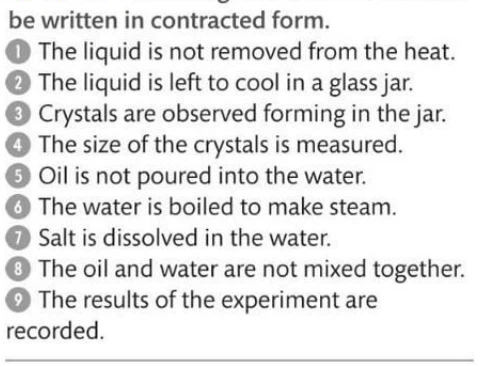 be written in contracted form.
1 The liquid is not removed from the heat.
2 The liquid is left to cool in a glass jar.
3 Crystals are observed forming in the jar.
4 The size of the crystals is measured.
5 Oil is not poured into the water.
6 The water is boiled to make steam.
7 Salt is dissolved in the water.
8 The oil and water are not mixed together.
9 The results of the experiment are
recorded.